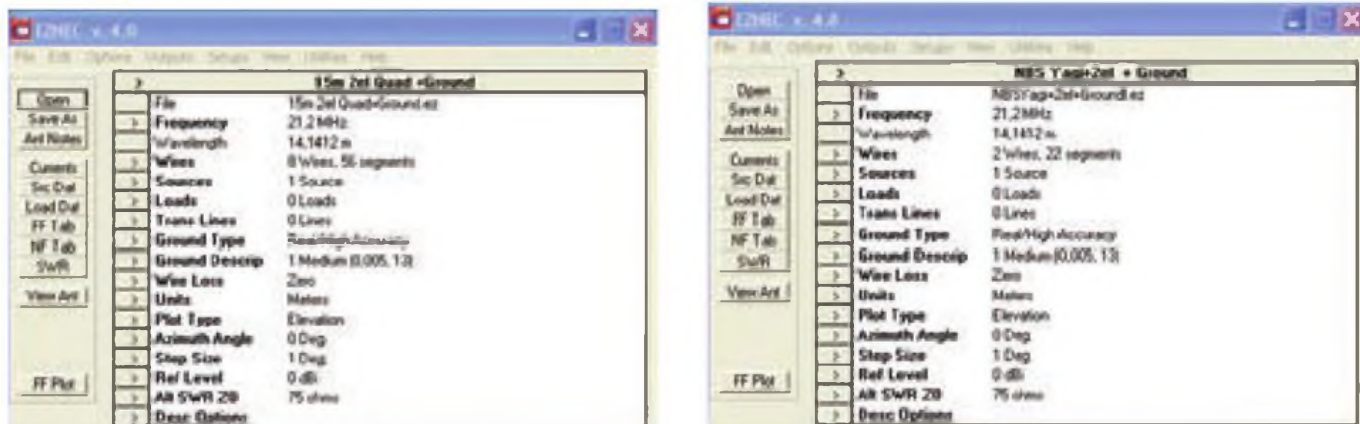 EZNEC v. 4.0
File Edit Options Outputs Setups View Utilities Help
> 15m 2el Quad +Ground
Open
Save As
Ant Notes
Currents
Src Dat
Load Dat
FF Tab
NF Tab
SWR
View Ant
FF Plot
File 15m 2el Quad+Ground.ez
> Frequency 21,2 MHz
Wavelength 14,1412 m
> Wires 8 Wires, 56 segments
> Sources 1 Source
> Loads 0 Loads
> Trans Lines 0 Lines
> Ground Type Real/High Accuracy
> Ground Descrip 1 Medium (0,005, 13)
> Wire Loss Zero
> Units Meters
> Plot Type Elevation
> Azimuth Angle 0 Deg
> Step Size 1 Deg
> Ref Level 0 dBi
> Alt SWR Z0 75 ohms
> Desc Options
EZNEC v. 4.0
File Edit Options Outputs Setups View Utilities Help
> NBS Yagi+2el + Ground
Open
Save As
Ant Notes
Currents
Src Dat
Load Dat
FF Tab
NF Tab
SWR
View Ant
FF Plot
File NBSYagi+2el+Ground.ez
> Frequency 21,2 MHz
Wavelength 14,1412 m
> Wires 2 Wires, 22 segments
> Sources 1 Source
> Loads 0 Loads
> Trans Lines 0 Lines
> Ground Type Real/High Accuracy
> Ground Descrip 1 Medium (0,005, 13)
> Wire Loss Zero
> Units Meters
> Plot Type Elevation
> Azimuth Angle 0 Deg
> Step Size 1 Deg
> Ref Level 0 dBi
> Alt SWR Z0 75 ohms
> Desc Options